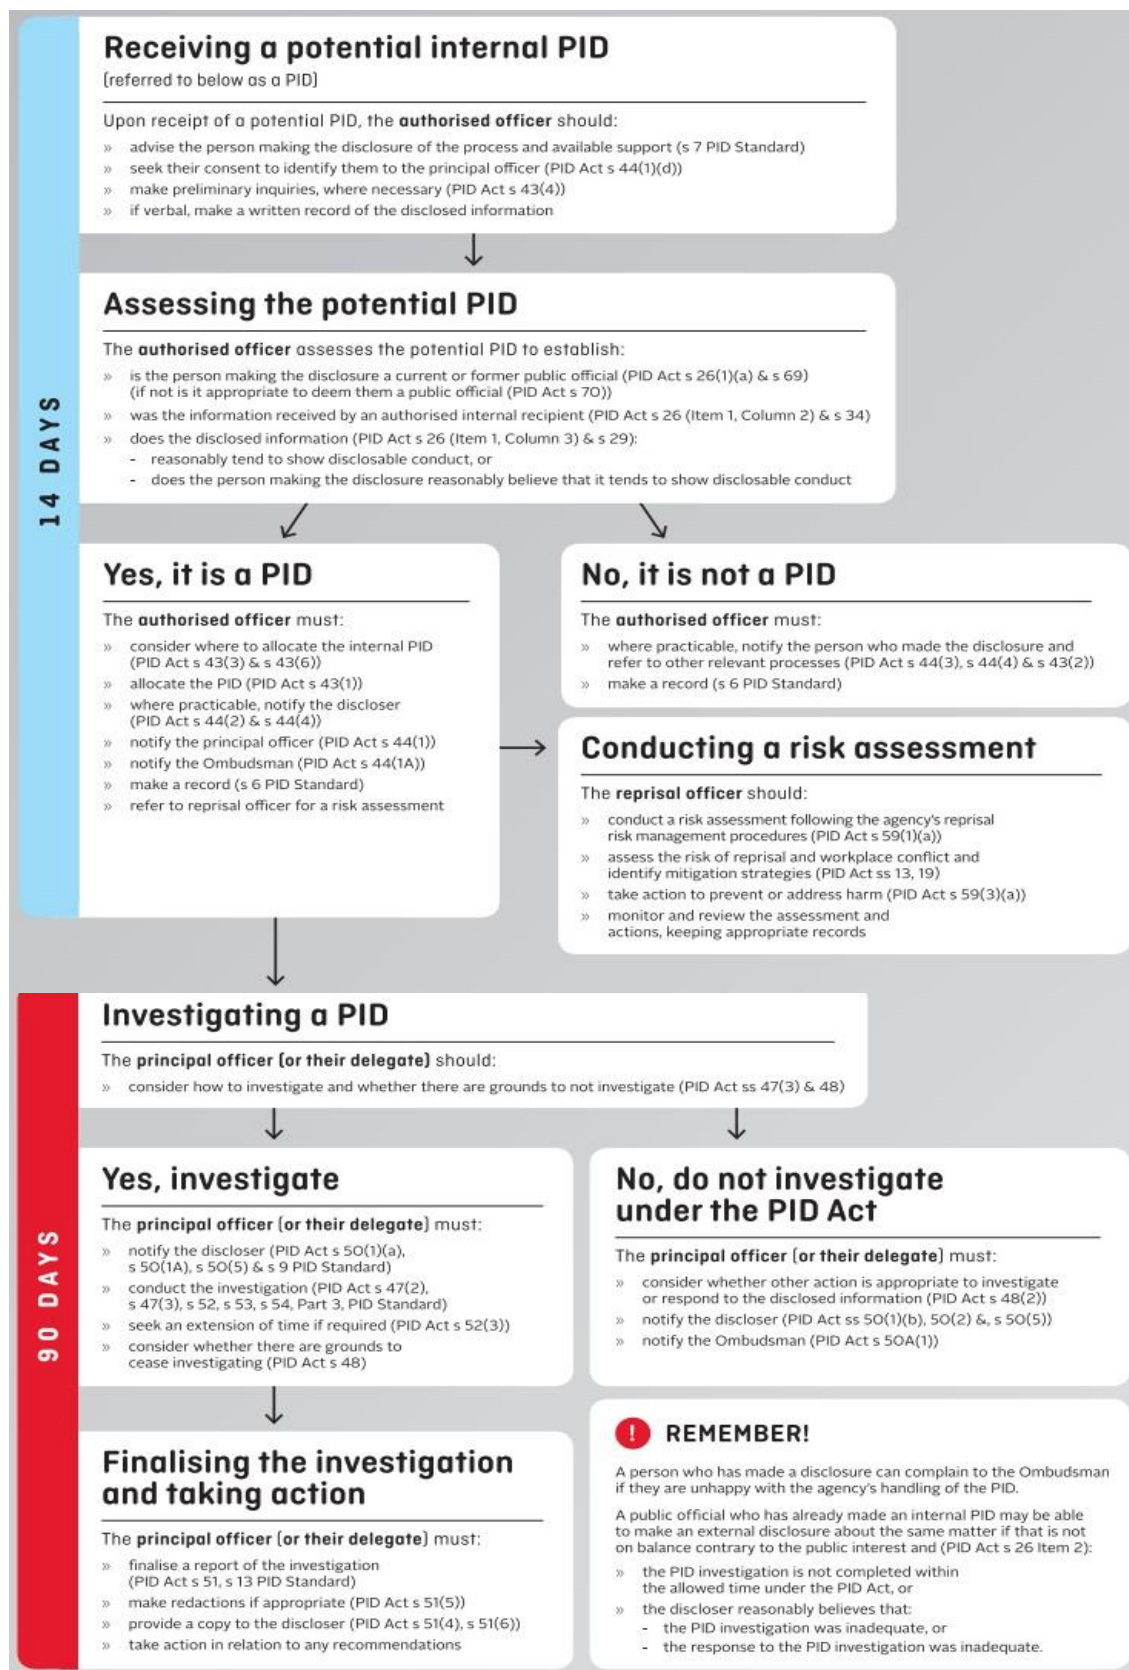 Receiving a potential internal PID
(referred to below as a PID)
Upon receipt of a potential PID, the authorised officer should:
» advise the person making the disclosure of the process and available support (s 7 PID Standard)
» seek their consent to identify them to the principal officer (PID Act s 44(1)(d))
» make preliminary inquiries, where necessary (PID Act s 43(4))
» if verbal, make a written record of the disclosed information
Assessing the potential PID
The authorised officer assesses the potential PID to establish:
» is the person making the disclosure a current or former public official (PID Act s 26(1)(a) & s 69)
(if not is it appropriate to deem them a public official (PID Act s 70))
» was the information received by an authorised internal recipient (PID Act s 26 (Item 1, Column 2) & s 34)
» does the disclosed information (PID Act s 26 (Item 1, Column 3) & s 29):
- reasonably tend to show disclosable conduct, or
- does the person making the disclosure reasonably believe that it tends to show disclosable conduct
14 DAYS
Yes, it is a PID
The authorised officer must:
» consider where to allocate the internal PID
(PID Act s 43(3) & s 43(6))
» allocate the PID (PID Act s 43(1))
» where practicable, notify the discloser
(PID Act s 44(2) & s 44(4))
» notify the principal officer (PID Act s 44(1))
» notify the Ombudsman (PID Act s 44(1A))
» make a record (s 6 PID Standard)
» refer to reprisal officer for a risk assessment
No, it is not a PID
The authorised officer must:
» where practicable, notify the person who made the disclosure and
refer to other relevant processes (PID Act s 44(3), s 44(4) & s 43(2))
» make a record (s 6 PID Standard)
Conducting a risk assessment
The reprisal officer should:
» conduct a risk assessment following the agency's reprisal
risk management procedures (PID Act s 59(1)(a))
» assess the risk of reprisal and workplace conflict and
identify mitigation strategies (PID Act ss 13, 19)
» take action to prevent or address harm (PID Act s 59(3)(a))
» monitor and review the assessment and
actions, keeping appropriate records
Investigating a PID
The principal officer (or their delegate) should:
» consider how to investigate and whether there are grounds to not investigate (PID Act ss 47(3) & 48)
90 DAYS
Yes, investigate
The principal officer (or their delegate) must:
» notify the discloser (PID Act s 50(1)(a),
s 50(1A), s 50(5) & s 9 PID Standard)
» conduct the investigation (PID Act s 47(2),
s 47(3), s 52, s 53, s 54, Part 3, PID Standard)
» seek an extension of time if required (PID Act s 52(3))
» consider whether there are grounds to
cease investigating (PID Act s 48)
No, do not investigate
under the PID Act
The principal officer (or their delegate) must:
» consider whether other action is appropriate to investigate
or respond to the disclosed information (PID Act s 48(2))
» notify the discloser (PID Act ss 50(1)(b), 50(2) &, s 50(5))
» notify the Ombudsman (PID Act s 50A(1))
Finalising the investigation
and taking action
The principal officer (or their delegate) must:
» finalise a report of the investigation
(PID Act s 51, s 13 PID Standard)
» make redactions if appropriate (PID Act s 51(5))
» provide a copy to the discloser (PID Act s 51(4), s 51(6))
» take action in relation to any recommendations
! REMEMBER!
A person who has made a disclosure can complain to the Ombudsman
if they are unhappy with the agency's handling of the PID.
A public official who has already made an internal PID may be able
to make an external disclosure about the same matter if that is not
on balance contrary to the public interest and (PID Act s 26 Item 2):
» the PID investigation is not completed within
the allowed time under the PID Act, or
» the discloser reasonably believes that:
- the PID investigation was inadequate, or
- the response to the PID investigation was inadequate.